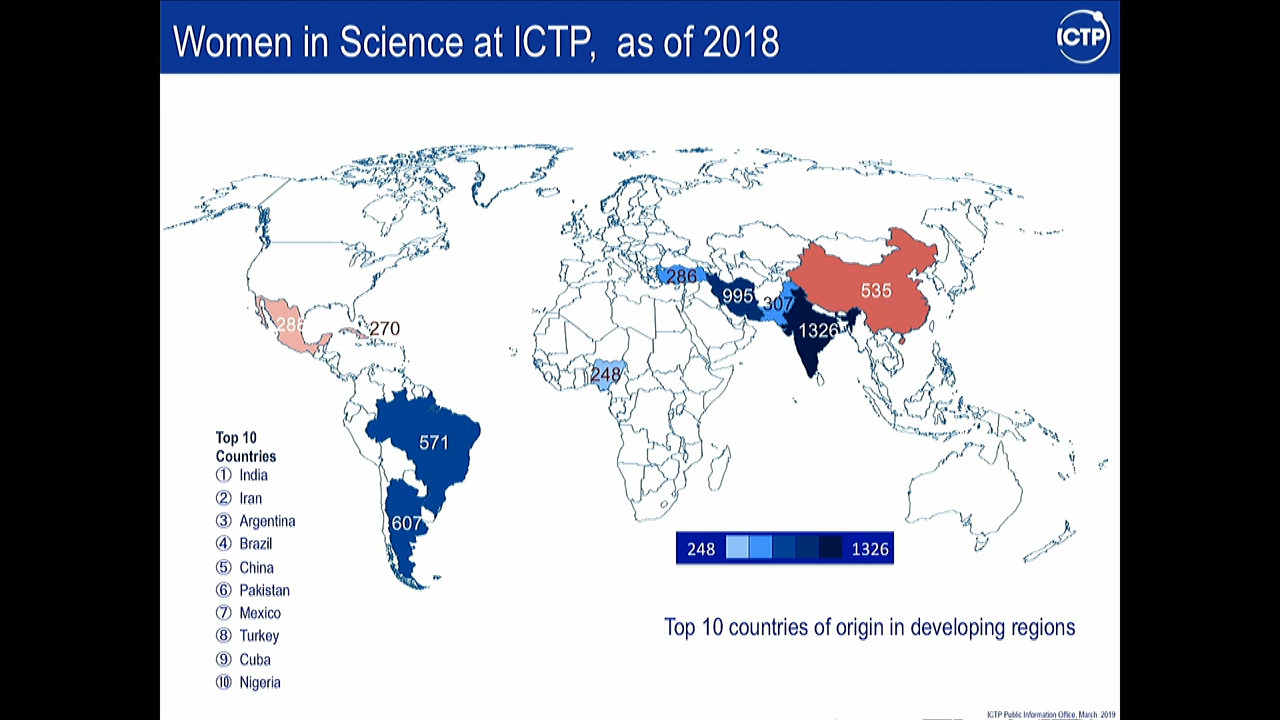 Women in Science at ICTP, as of 2018
ICTP
286
995
307
535
1326
288
270
248
571
607
Top 10
Countries
① India
② Iran
③ Argentina
④ Brazil
⑤ China
⑥ Pakistan
⑦ Mexico
⑧ Turkey
⑨ Cuba
⑩ Nigeria
248 1326
Top 10 countries of origin in developing regions
ICTP Public Information Office, March 2019